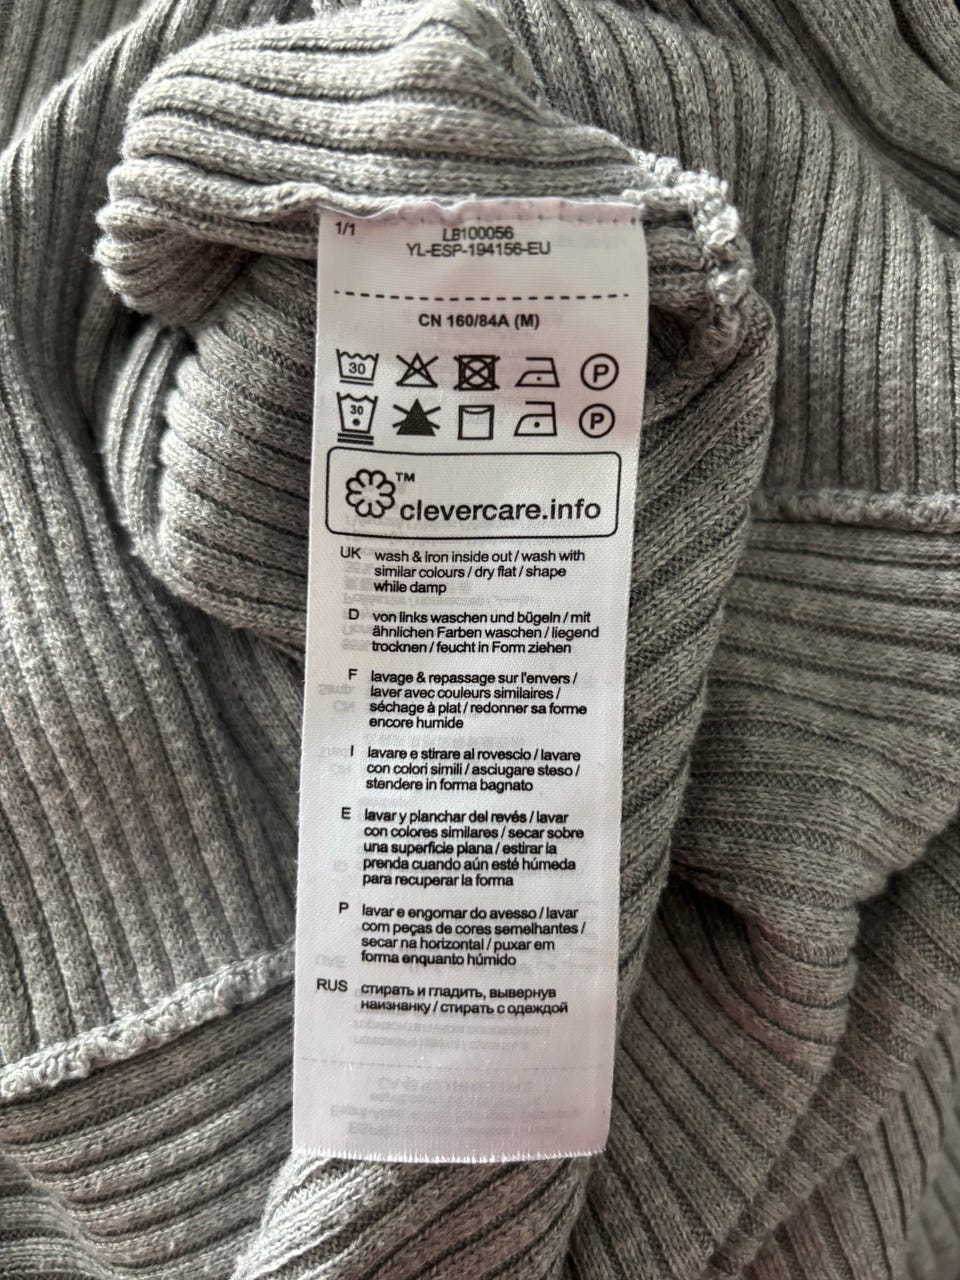 1/1
LB100056
YL-ESP-194156-EU
CN 160/84A (M)
30
P
30
P
™
clevercare.info
UK wash & iron inside out / wash with
similar colours / dry flat / shape
while damp
D von links waschen und bügeln / mit
ähnlichen Farben waschen / liegend
trocknen / feucht in Form ziehen
F lavage & repassage sur l'envers /
laver avec couleurs similaires /
séchage à plat / redonner sa forme
encore humide
I lavare e stirare al rovescio / lavare
con colori simili / asciugare steso /
stendere in forma bagnato
E lavar y planchar del revés / lavar
con colores similares / secar sobre
una superficie plana / estirar la
prenda cuando aún esté húmeda
para recuperar la forma
P lavar e engomar do avesso / lavar
com peças de cores semelhantes /
secar na horizontal / puxar em
forma enquanto húmido
RUS стирать и гладить, вывернув
наизнанку / стирать с одеждой